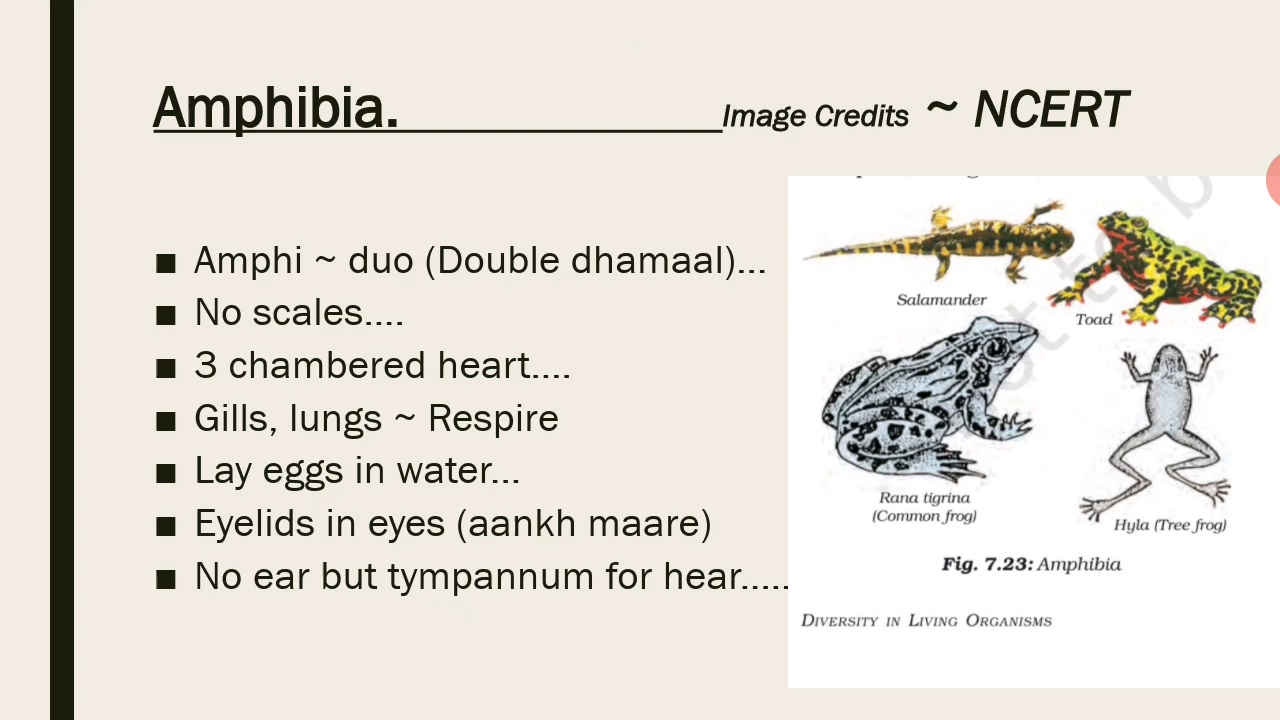 Amphibia. Image Credits ~ NCERT
■ Amphi ~ duo (Double dhamaal)...
■ No scales....
■ 3 chambered heart....
■ Gills, lungs ~ Respire
■ Lay eggs in water...
■ Eyelids in eyes (aankh maare)
■ No ear but tympannum for hear.....
Salamander
Toad
Rana tigrina
(Common frog)
Hyla (Tree frog)
Fig. 7.23: Amphibia
DIVERSITY IN LIVING ORGANISMS